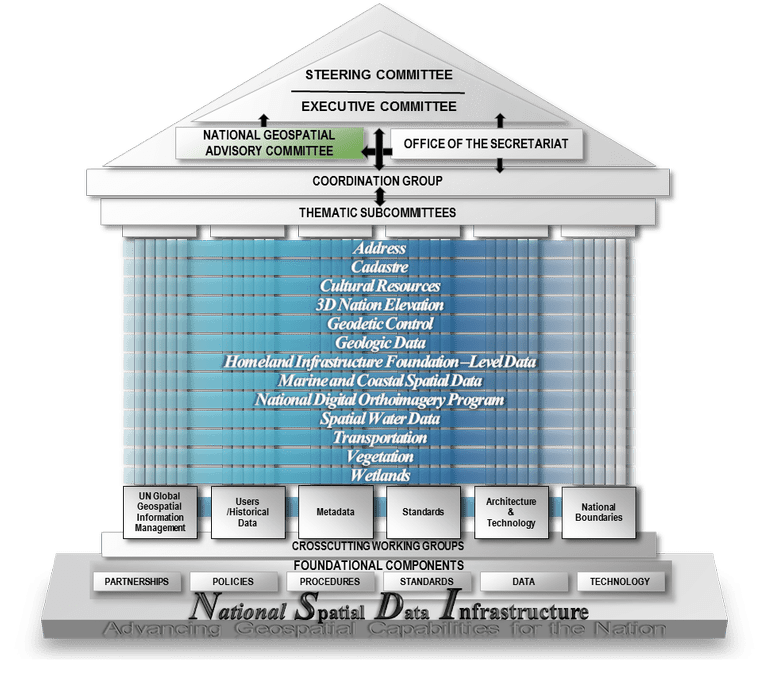 STEERING COMMITTEE
EXECUTIVE COMMITTEE
NATIONAL GEOSPATIAL
ADVISORY COMMITTEE
OFFICE OF THE SECRETARIAT
COORDINATION GROUP
THEMATIC SUBCOMMITTEES
Address
Cadastre
Cultural Resources
3D Nation Elevation
Geodetic Control
Geologic Data
Homeland Infrastructure Foundation–Level Data
Marine and Coastal Spatial Data
National Digital Orthoimagery Program
Spatial Water Data
Transportation
Vegetation
Wetlands
UN Global
Geospatial
Information
Management
Users
/Historical
Data
Metadata
Standards
Architecture
&
Technology
National
Boundaries
CROSSCUTTING WORKING GROUPS
FOUNDATIONAL COMPONENTS
PARTNERSHIPS
POLICIES
PROCEDURES
STANDARDS
DATA
TECHNOLOGY
National Spatial Data Infrastructure
Advancing Geospatial Capabilities for the Nation